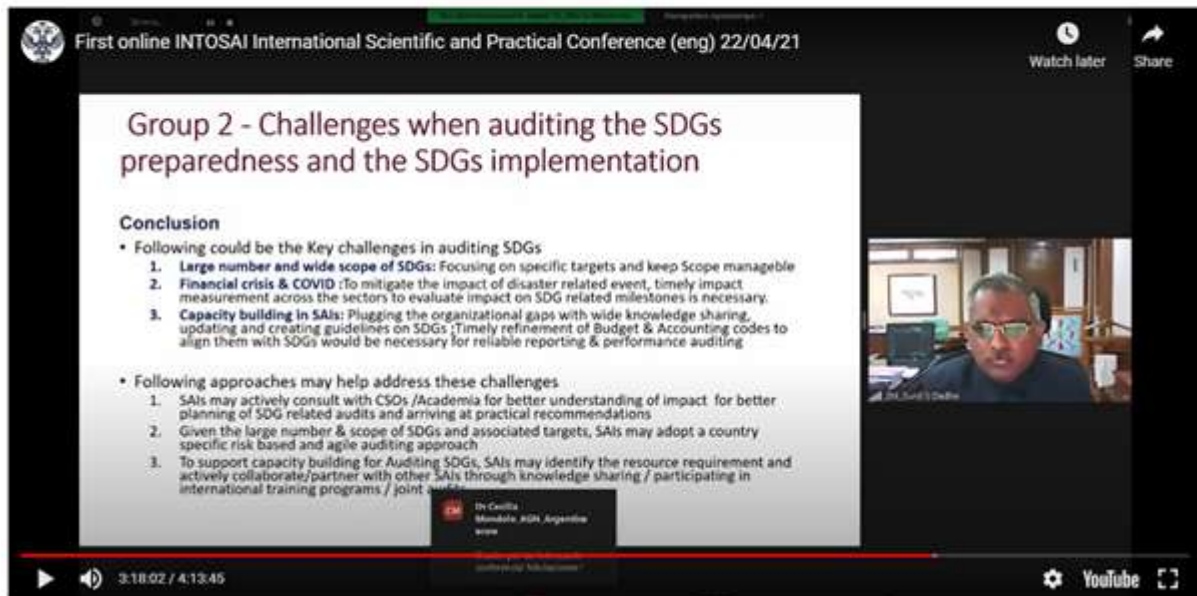 First online INTOSAI International Scientific and Practical Conference (eng) 22/04/21
Watch later
Share
Group 2 - Challenges when auditing the SDGs
preparedness and the SDGs implementation
Conclusion
• Following could be the Key challenges in auditing SDGs
1. Large number and wide scope of SDGs: Focusing on specific targets and keep Scope manageble
2. Financial crisis & COVID :To mitigate the impact of disaster related event, timely impact
measurement across the sectors to evaluate impact on SDG related milestones is necessary.
3. Capacity building in SAIs: Plugging the organizational gaps with wide knowledge sharing,
updating and creating guidelines on SDGs ;Timely refinement of Budget & Accounting codes to
align them with SDGs would be necessary for reliable reporting & performance auditing
• Following approaches may help address these challenges
1. SAIs may actively consult with CSOs /Academia for better understanding of impact for better
planning of SDG related audits and arriving at practical recommendations
2. Given the large number & scope of SDGs and associated targets, SAIs may adopt a country
specific risk based and agile auditing approach
3. To support capacity building for Auditing SDGs, SAIs may identify the resource requirement and
actively collaborate/partner with other SAIs through knowledge sharing / participating in
international training programs / joint
CM
Dr Cecilia
3:18:02 / 4:13:45
YouTube